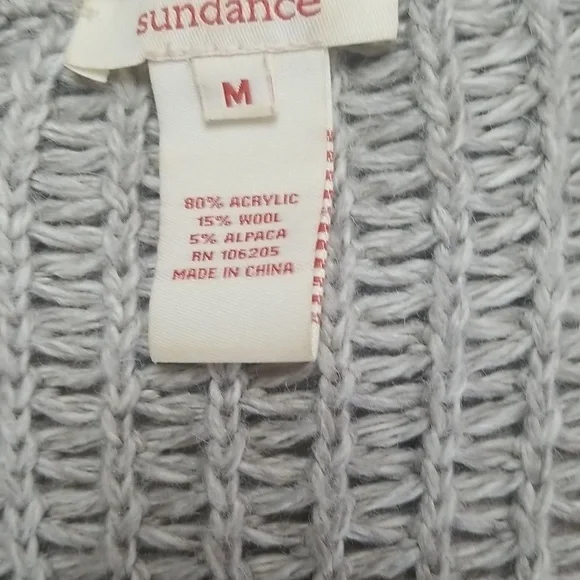 sundance
M
80% ACRYLIC
15% WOOL
5% ALPACA
RN 106205
MADE IN CHINA